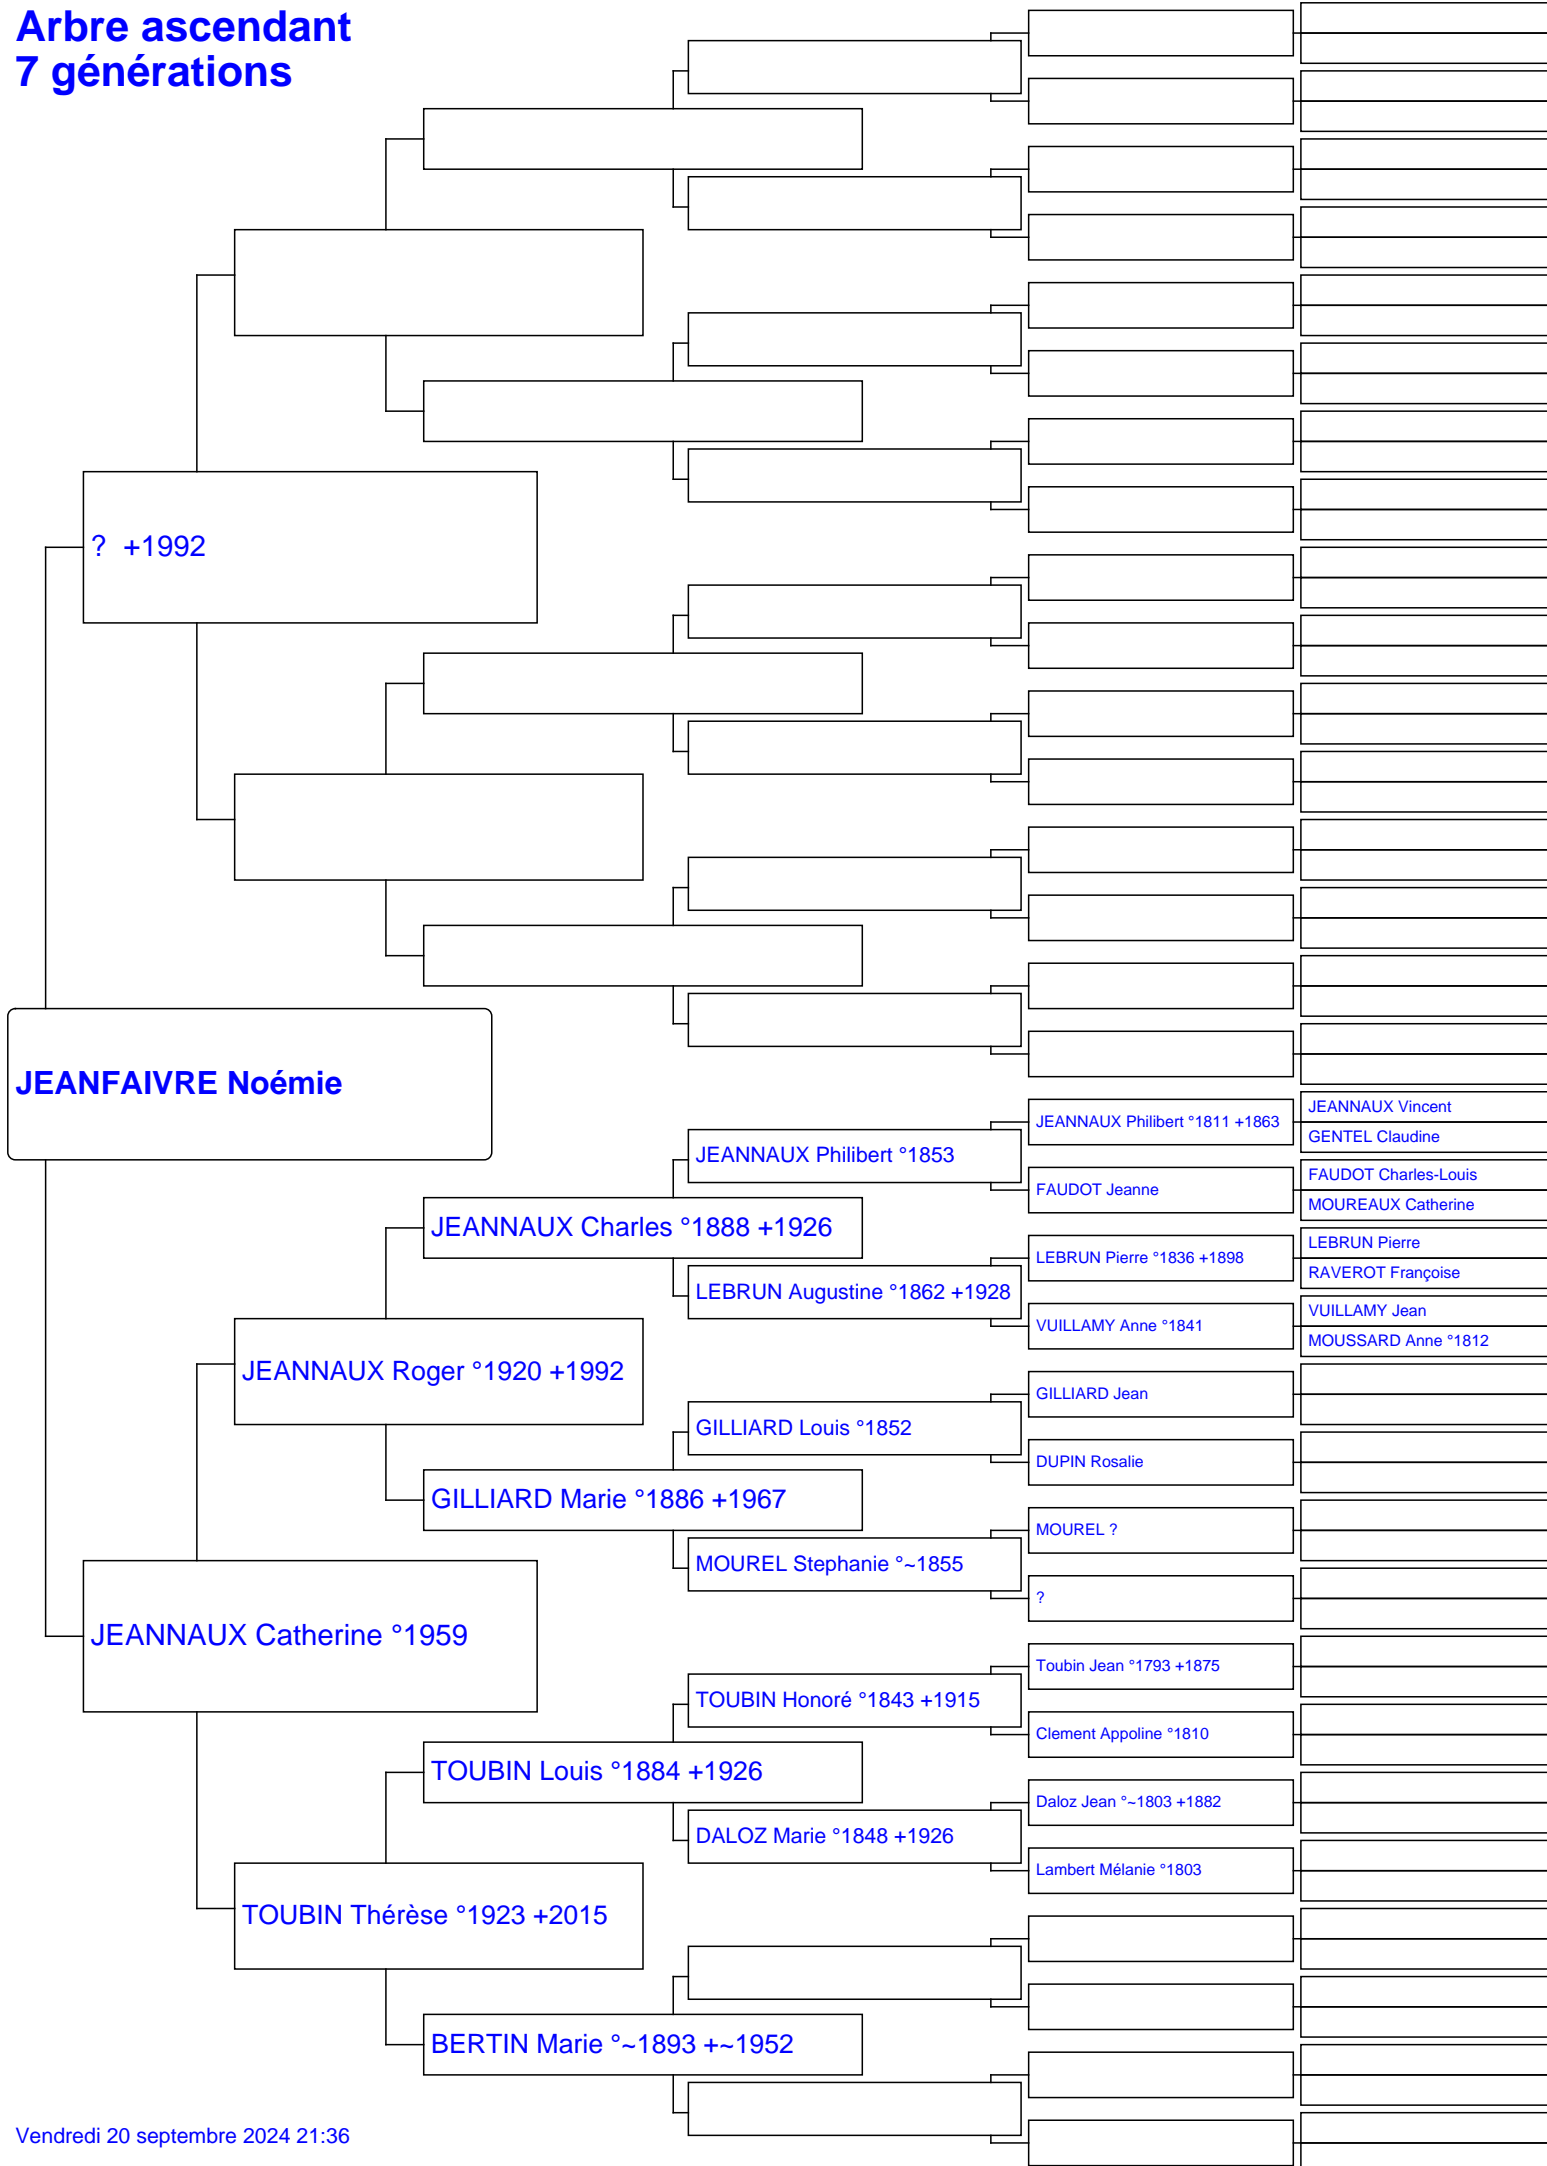 Arbre ascendant
7 générations
? +1992
JEANFAIVRE Noémie
JEANNAUX Philibert °1811 +1863
JEANNAUX Vincent
GENTEL Claudine
JEANNAUX Philibert °1853
FAUDOT Jeanne
FAUDOT Charles-Louis
MOUREAUX Catherine
JEANNAUX Charles °1888 +1926
LEBRUN Pierre °1836 +1898
LEBRUN Pierre
RAVEROT Françoise
LEBRUN Augustine °1862 +1928
VUILLAMY Anne °1841
VUILLAMY Jean
MOUSSARD Anne °1812
JEANNAUX Roger °1920 +1992
GILLIARD Jean
GILLIARD Louis °1852
DUPIN Rosalie
GILLIARD Marie °1886 +1967
MOUREL ?
MOUREL Stephanie °~1855
?
JEANNAUX Catherine °1959
Toubin Jean °1793 +1875
TOUBIN Honoré °1843 +1915
Clement Appoline °1810
TOUBIN Louis °1884 +1926
Daloz Jean °~1803 +1882
DALOZ Marie °1848 +1926
Lambert Mélanie °1803
TOUBIN Thérèse °1923 +2015
BERTIN Marie °~1893 +~1952
Vendredi 20 septembre 2024 21:36